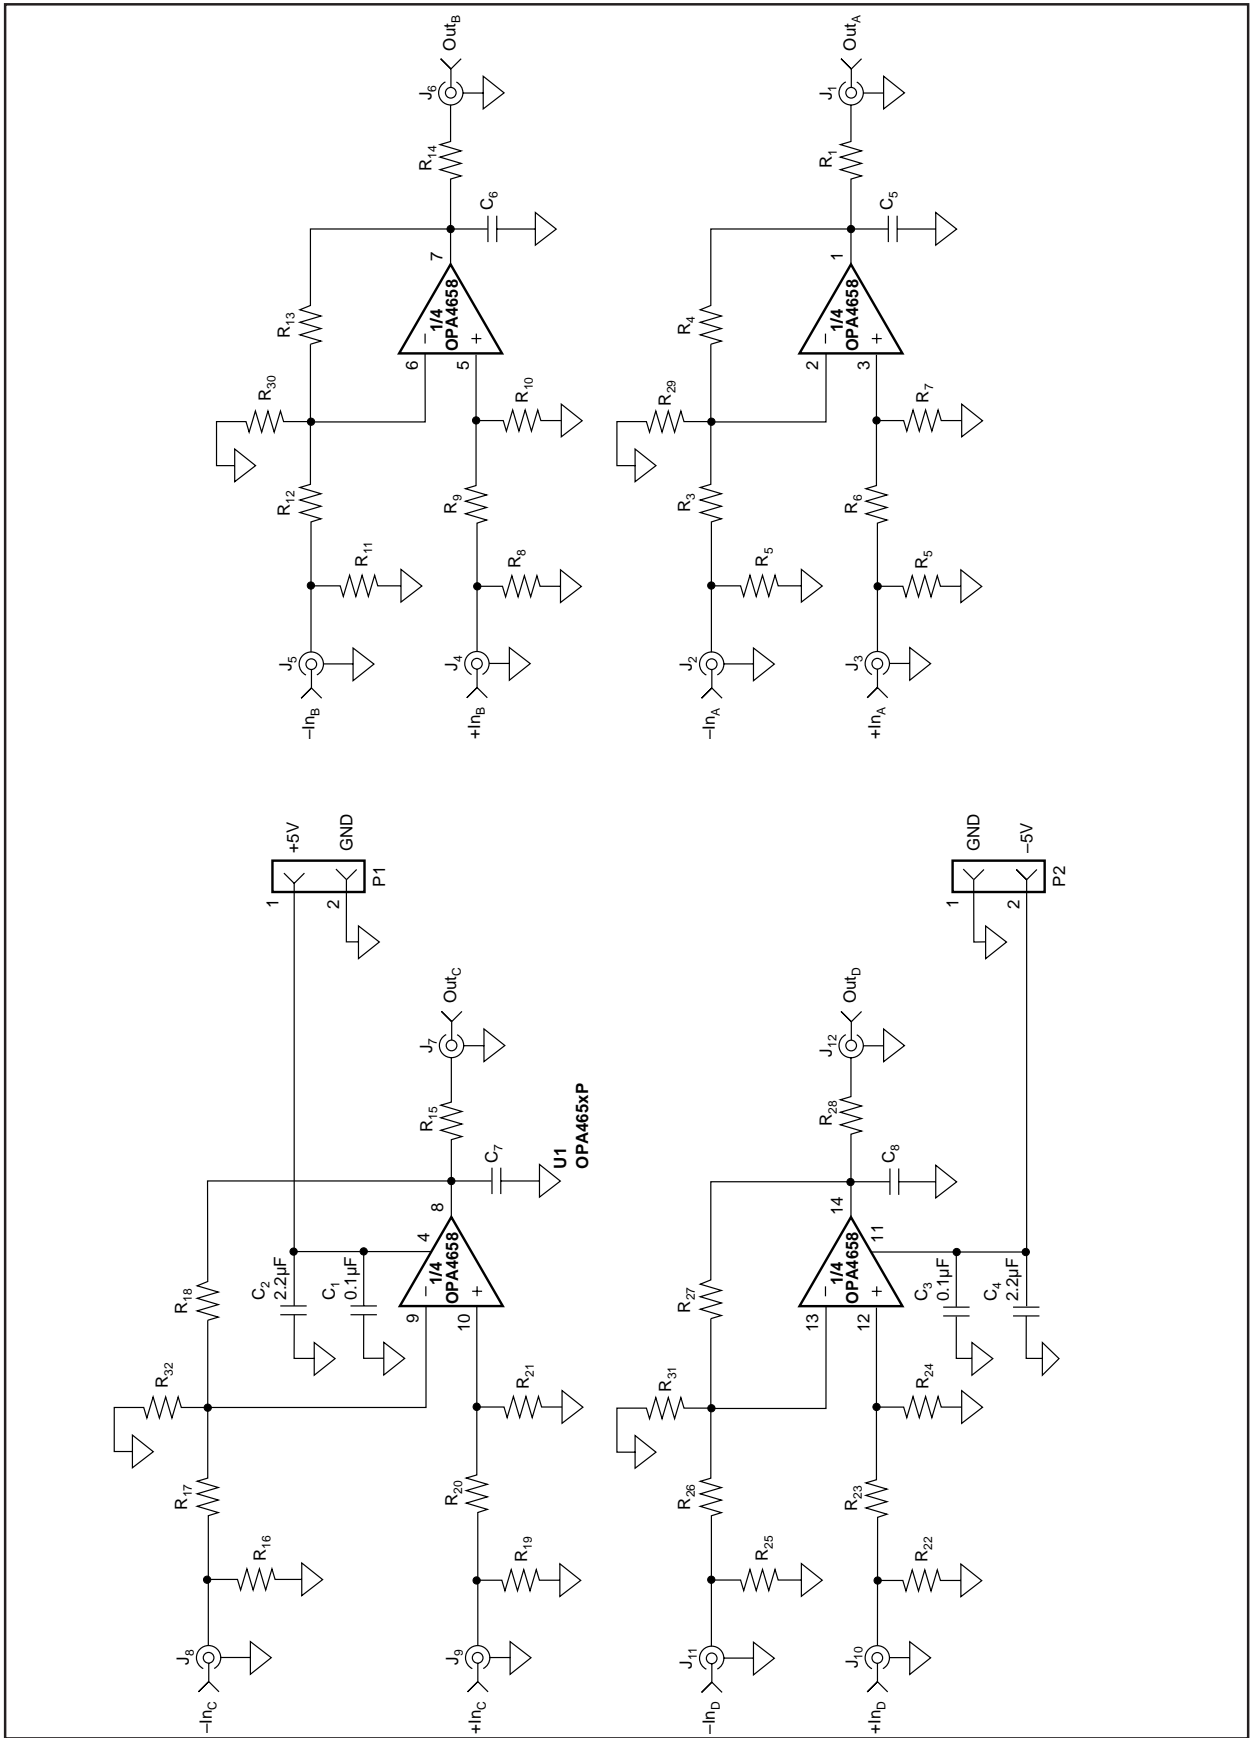 Out_B
J_6
R_14
C_6
7
1/4
OPA4658
–
+
6
5
R_13
R_30
R_12
R_11
R_10
R_9
R_8
J_5
J_4
–In_B
+In_B
Out_A
J_1
R_1
C_5
1
1/4
OPA4658
–
+
2
3
R_4
R_29
R_3
R_5
R_7
R_6
R_5
J_2
J_3
–In_A
+In_A
+5V
GND
1
2
P1
Out_C
J_7
R_15
C_7
U1
OPA465xP
8
4
1/4
OPA4658
–
+
9
10
C_2
2.2µF
C_1
0.1µF
R_18
R_32
R_17
R_16
R_21
R_20
R_19
J_8
J_9
–In_C
+In_C
GND
–5V
1
2
P2
Out_D
J_12
R_28
C_8
14
11
1/4
OPA4658
–
+
13
12
C_3
0.1µF
C_4
2.2µF
R_27
R_31
R_26
R_25
R_24
R_23
R_22
J_11
J_10
–In_D
+In_D